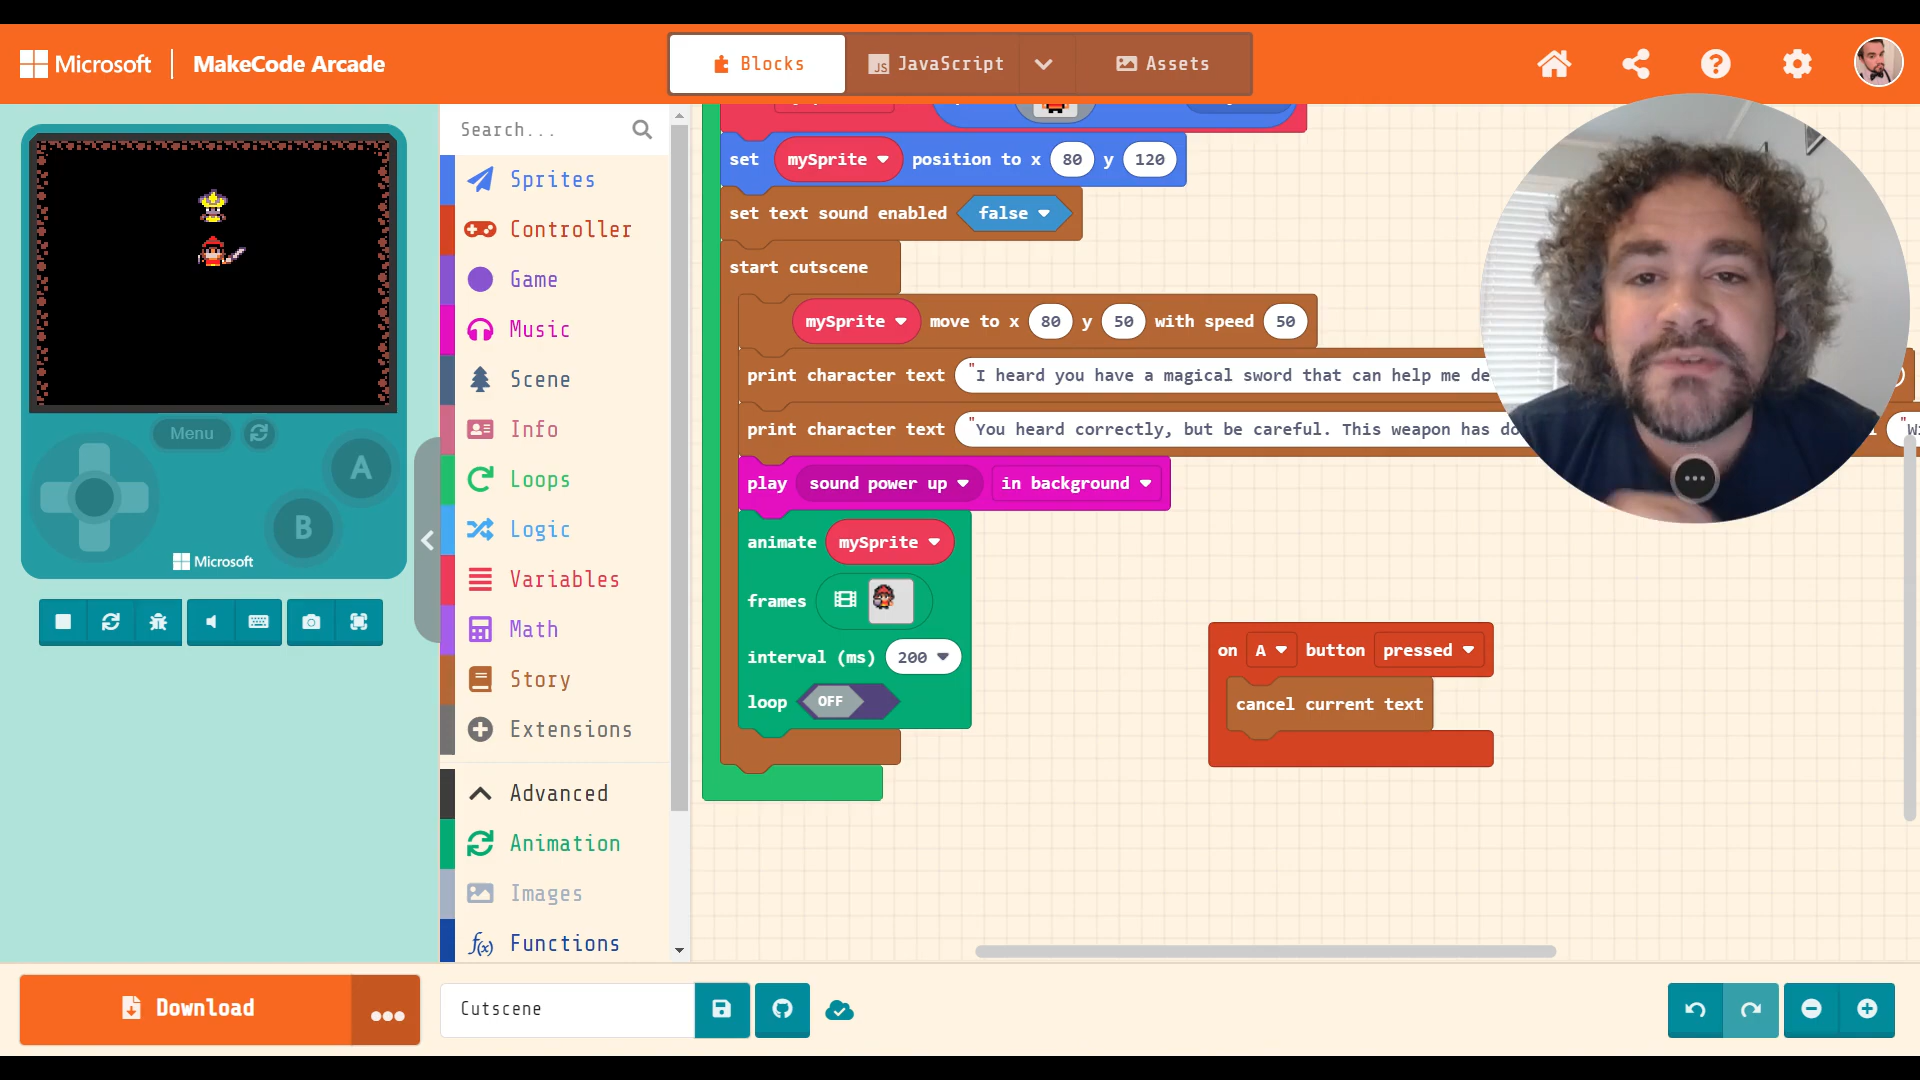 Microsoft
MakeCode Arcade
Blocks
JS
JavaScript
Assets
Menu
A
B
Microsoft
Search...
Sprites
Controller
Game
Music
Scene
Info
Loops
Logic
Variables
Math
Story
Extensions
Advanced
Animation
Images
f(x) Functions
set mySprite position to x 80 y 120
set text sound enabled false
start cutscene
mySprite move to x 80 y 50 with speed 50
print character text "I heard you have a magical sword that can help me
print character text "You heard correctly, but be careful. This weapon has
play sound power up in background
animate mySprite
frames
interval (ms) 200
loop OFF
on A button pressed
cancel current text
Download
Cutscene